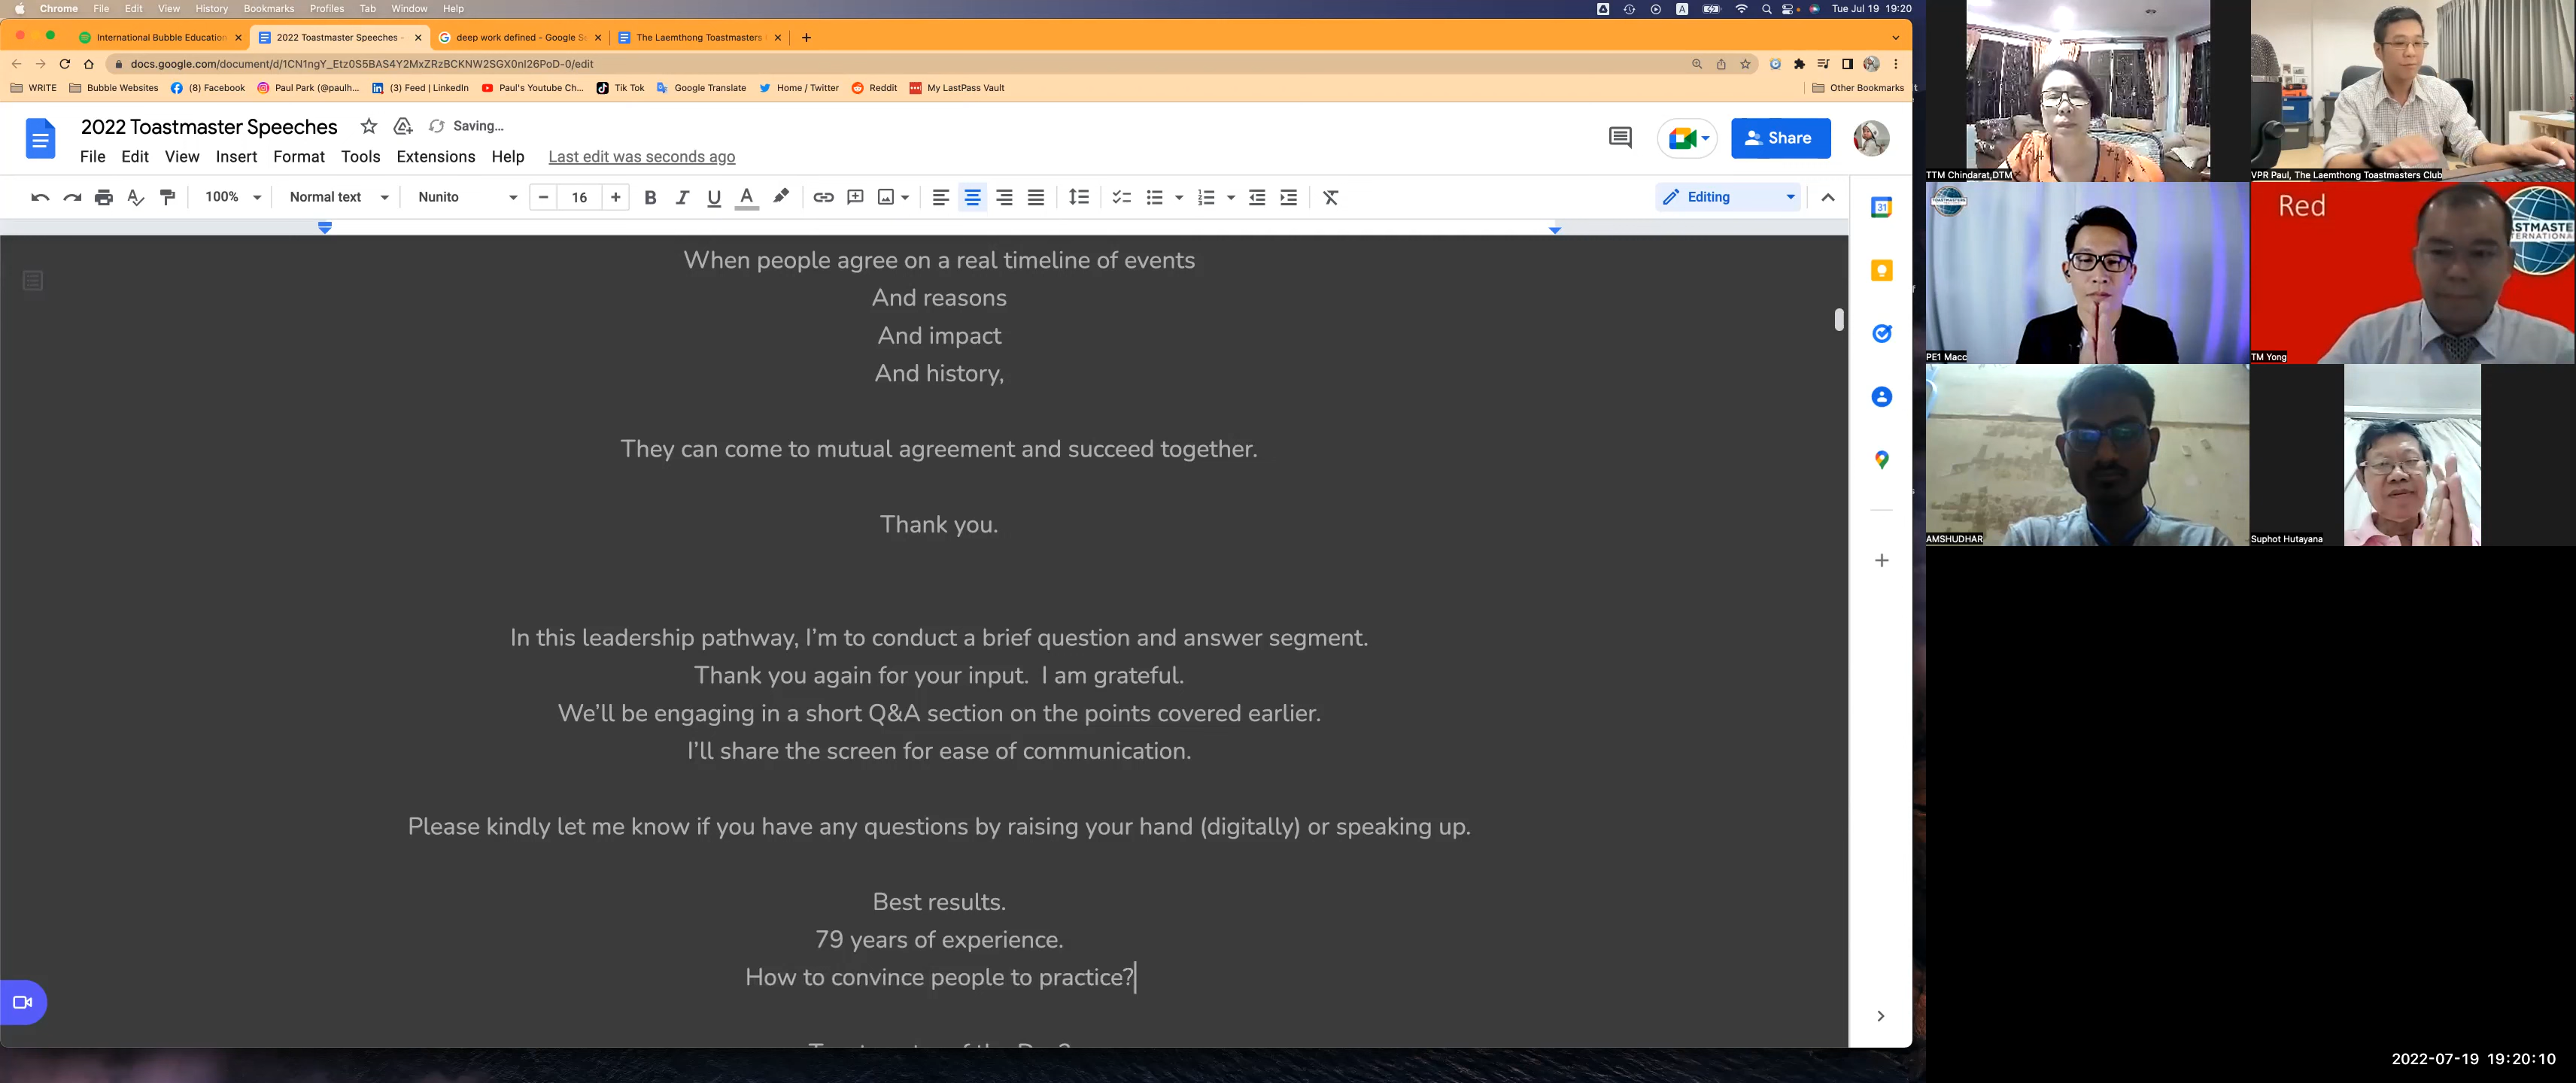 Chrome File Edit View History Bookmarks Profiles Tab Window Help
Tue Jul 19 19:20
International Bubble Education
2022 Toastmaster Speeches -
deep work defined - Google Se
The Laemthong Toastmasters
docs.google.com/document/d/1CN1ngY_Etz0S5BAS4Y2MxZRzBCKNW2SGX0nI26PoD-0/edit
WRITE Bubble Websites (8) Facebook Paul Park (@paulh... (3) Feed | LinkedIn Paul's Youtube Ch... Tik Tok Google Translate Home / Twitter Reddit My LastPass Vault Other Bookmarks
2022 Toastmaster Speeches Saving...
Share
File Edit View Insert Format Tools Extensions Help Last edit was seconds ago
100% Normal text Nunito 16 Editing
When people agree on a real timeline of events
And reasons
And impact
And history,
They can come to mutual agreement and succeed together.
Thank you.
In this leadership pathway, I'm to conduct a brief question and answer segment.
Thank you again for your input. I am grateful.
We'll be engaging in a short Q&A section on the points covered earlier.
I'll share the screen for ease of communication.
Please kindly let me know if you have any questions by raising your hand (digitally) or speaking up.
Best results.
79 years of experience.
How to convince people to practice?
TTM Chindarat,DTM
VPR Paul, The Laemthong Toastmasters Club
Red
PE1 Macc
TM Yong
AMSHUDHAR
Suphot Hutayana
2022-07-19 19:20:10